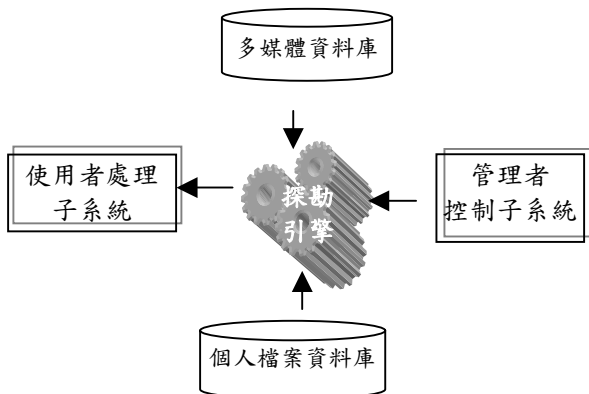 多媒體資料庫
使用者處理
子系統
探勘
引擎
管理者
控制子系統
個人檔案資料庫